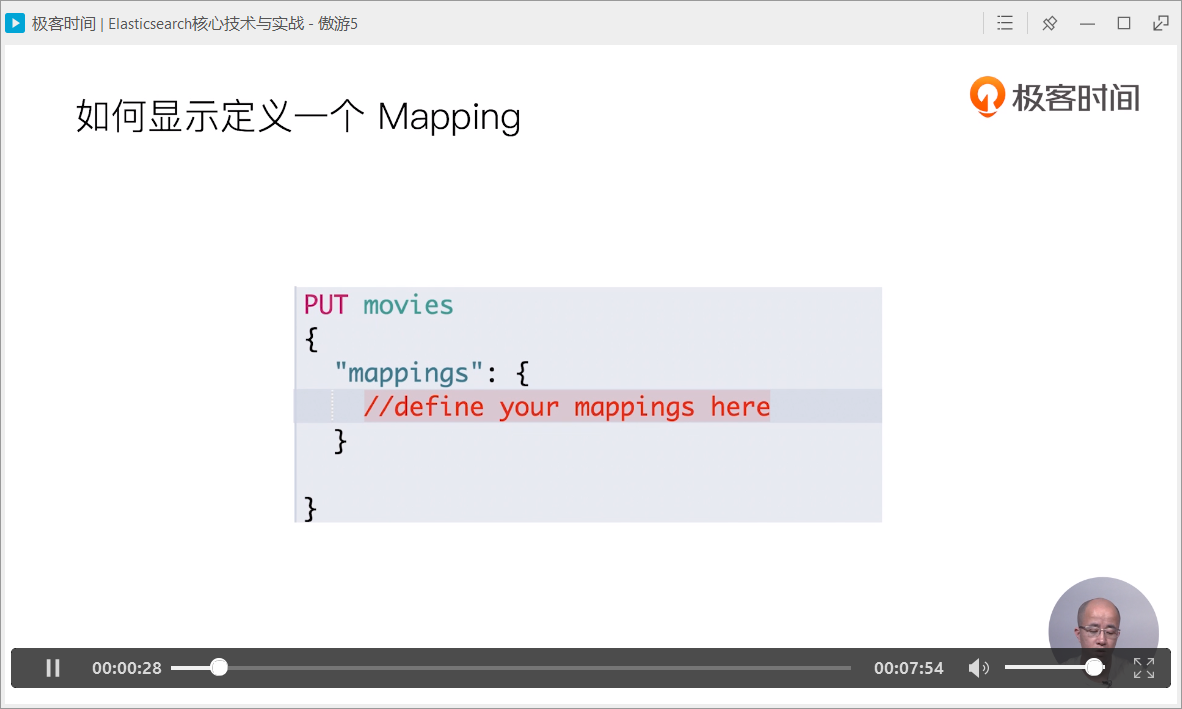 极客时间 | Elasticsearch核心技术与实战 - 傲游5
极客时间
如何显示定义一个 Mapping
PUT movies
{
"mappings": {
//define your mappings here
}
}
00:00:28
00:07:54